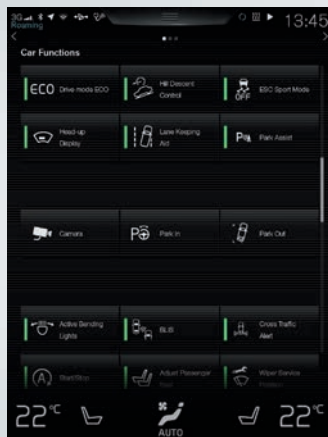 3G 13:45
Roaming
Car Functions
ECO Drive mode ECO
Hill Descent
Control
OFF ESC Sport Mode
Head-up
Display
Lane Keeping
Aid
P Park Assist
Camera
P Park In
Park Out
Active Bending
Lights
BLIS
Cross Traffic
Alert
A Start/Stop
Adjust Passenger
Seat
Wiper Service
Position
22°C AUTO 22°C